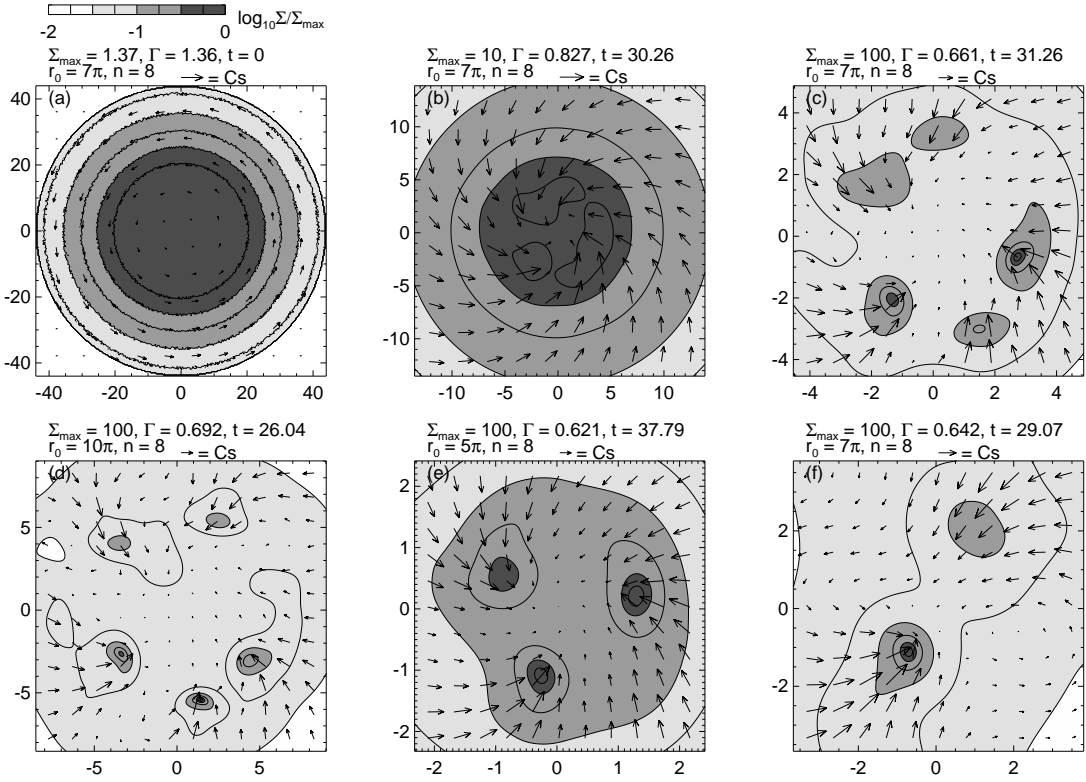 -2 -1 0 log₁₀Σ/Σmax
Σmax = 1.37, Γ = 1.36, t = 0
r₀ = 7π, n = 8 → = Cs
(a)
40
20
0
-20
-40
-40 -20 0 20 40
Σmax = 10, Γ = 0.827, t = 30.26
r₀ = 7π, n = 8 → = Cs
(b)
10
5
0
-5
-10
-10 -5 0 5 10
Σmax = 100, Γ = 0.661, t = 31.26
r₀ = 7π, n = 8 → = Cs
(c)
4
2
0
-2
-4
-4 -2 0 2 4
Σmax = 100, Γ = 0.692, t = 26.04
r₀ = 10π, n = 8 → = Cs
(d)
5
0
-5
-5 0 5
Σmax = 100, Γ = 0.621, t = 37.79
r₀ = 5π, n = 8 → = Cs
(e)
2
1
0
-1
-2
-2 -1 0 1 2
Σmax = 100, Γ = 0.642, t = 29.07
r₀ = 7π, n = 8 → = Cs
(f)
2
0
-2
-2 0 2